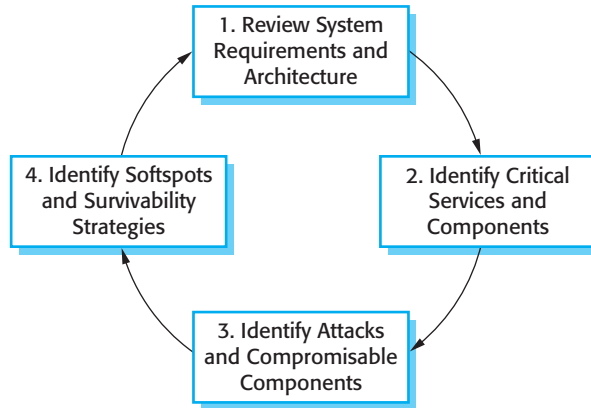 1. Review System
Requirements and
Architecture
2. Identify Critical
Services and
Components
3. Identify Attacks
and Compromisable
Components
4. Identify Softspots
and Survivability
Strategies